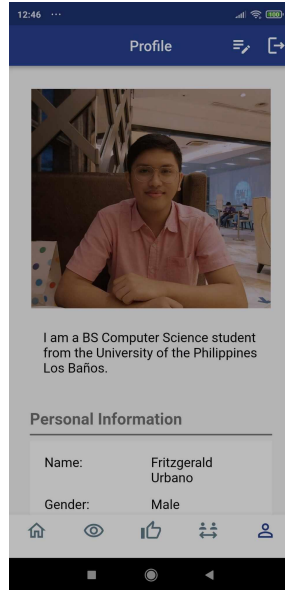 12:46 ...
100
Profile
I am a BS Computer Science student
from the University of the Philippines
Los Baños.
Personal Information
Name: Fritzgerald
Urbano
Gender: Male